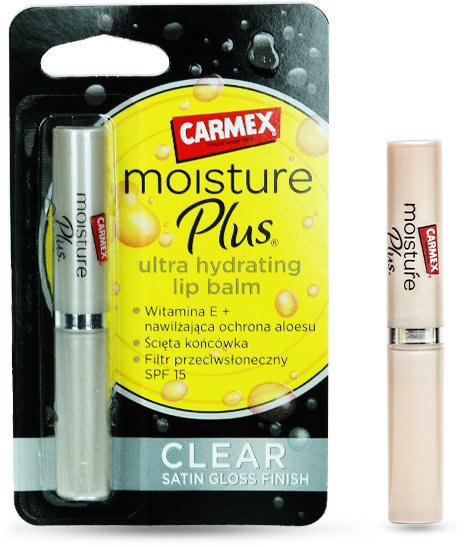 CARMEX
moisture
Plus®
ultra hydrating
lip balm
• Witamina E +
nawilżająca ochrona aloesu
• Ścięta końcówka
• Filtr przeciwsłoneczny
SPF 15
CLEAR
SATIN GLOSS FINISH
CARMEX
moisture
Plus.
CARMEX
moisture
Plus.